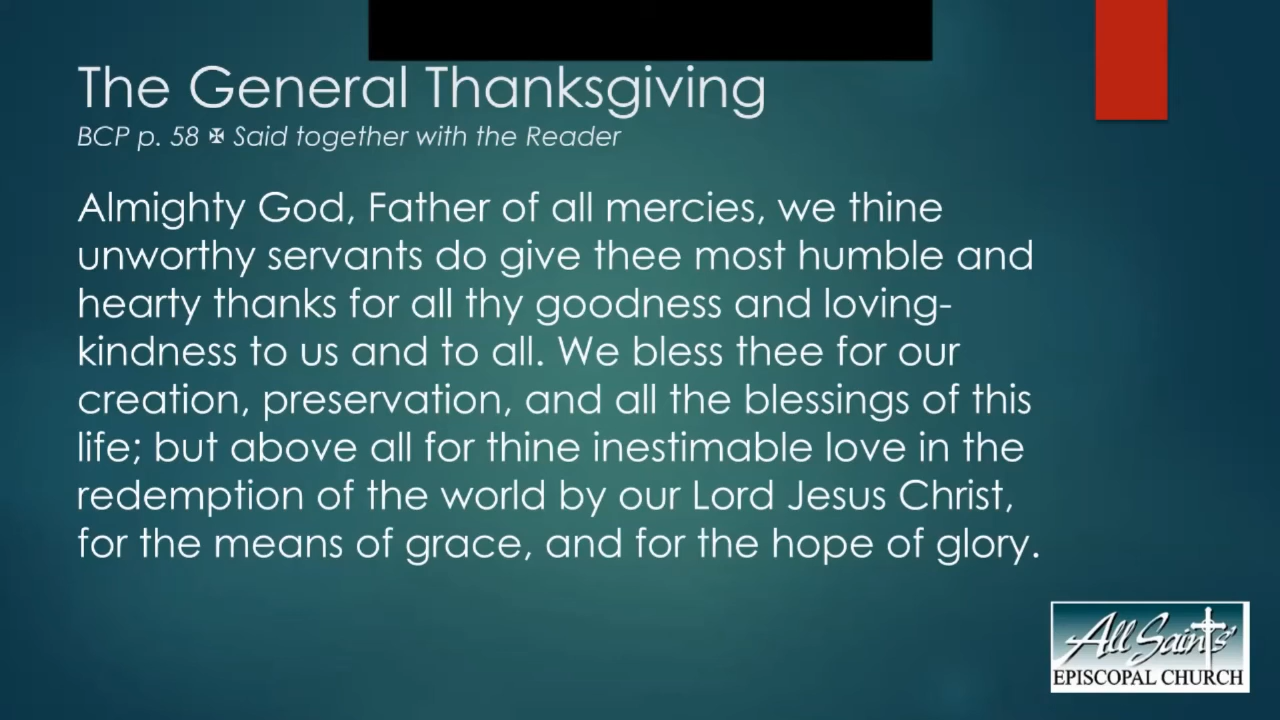 The General Thanksgiving
BCP p. 58 ✠ Said together with the Reader
Almighty God, Father of all mercies, we thine
unworthy servants do give thee most humble and
hearty thanks for all thy goodness and loving-
kindness to us and to all. We bless thee for our
creation, preservation, and all the blessings of this
life; but above all for thine inestimable love in the
redemption of the world by our Lord Jesus Christ,
for the means of grace, and for the hope of glory.
All Saints'
EPISCOPAL CHURCH